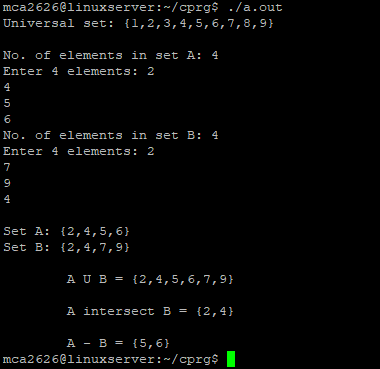 mca2626@linuxserver:~/cprg$ ./a.out
Universal set: {1,2,3,4,5,6,7,8,9}
No. of elements in set A: 4
Enter 4 elements: 2
4
5
6
No. of elements in set B: 4
Enter 4 elements: 2
7
9
4
Set A: {2,4,5,6}
Set B: {2,4,7,9}
A U B = {2,4,5,6,7,9}
A intersect B = {2,4}
A - B = {5,6}
mca2626@linuxserver:~/cprg$